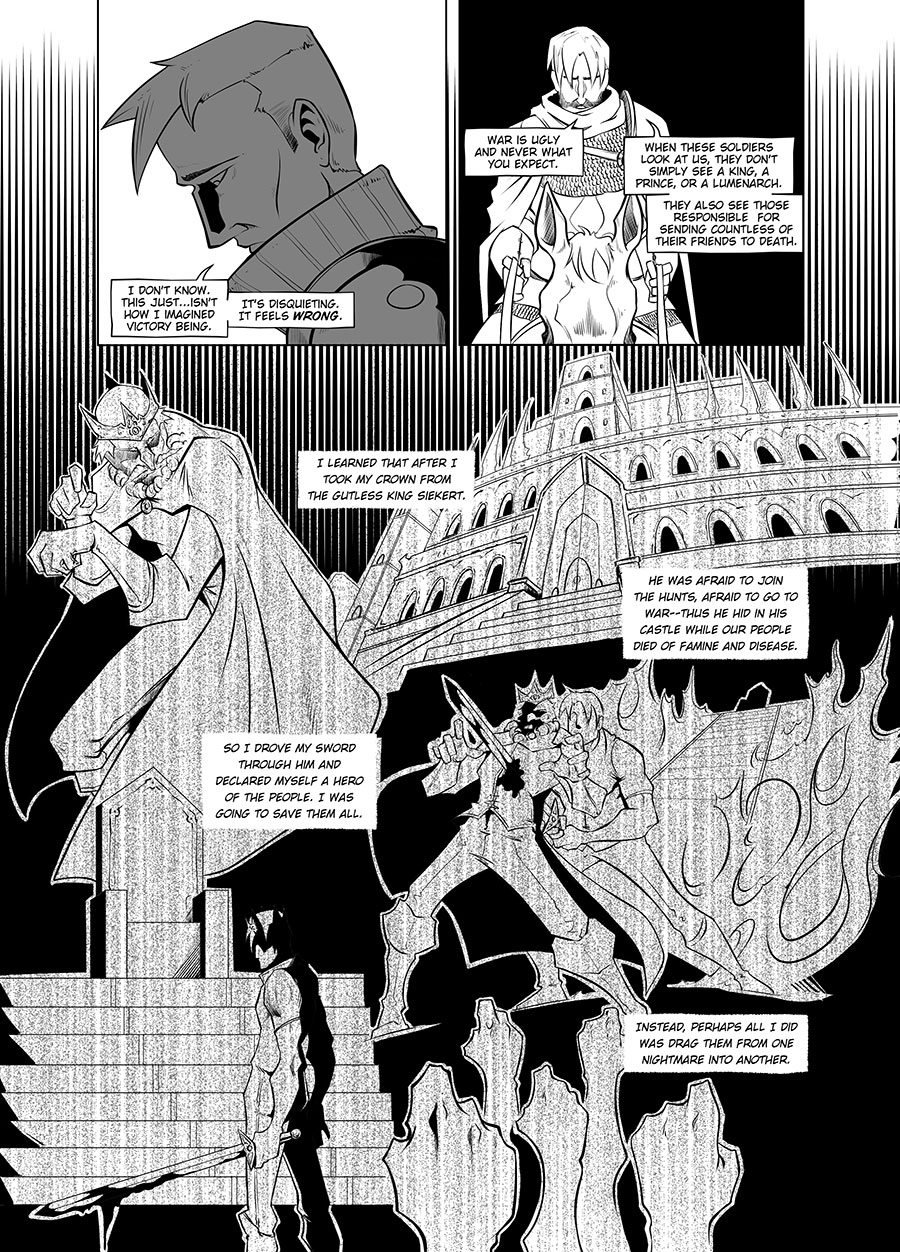 I DON'T KNOW.
THIS JUST...ISN'T
HOW I IMAGINED
VICTORY BEING.
IT'S DISQUIETING.
IT FEELS WRONG.
WAR IS UGLY
AND NEVER WHAT
YOU EXPECT.
WHEN THESE SOLDIERS
LOOK AT US, THEY DON'T
SIMPLY SEE A KING, A
PRINCE, OR A LUMENARCH.
THEY ALSO SEE THOSE
RESPONSIBLE FOR
SENDING COUNTLESS OF
THEIR FRIENDS TO DEATH.
I LEARNED THAT AFTER I
TOOK MY CROWN FROM
THE GUTLESS KING SIEKERT.
HE WAS AFRAID TO JOIN
THE HUNTS, AFRAID TO GO TO
WAR--THUS HE HID IN HIS
CASTLE WHILE OUR PEOPLE
DIED OF FAMINE AND DISEASE.
SO I DROVE MY SWORD
THROUGH HIM AND
DECLARED MYSELF A HERO
OF THE PEOPLE. I WAS
GOING TO SAVE THEM ALL.
INSTEAD, PERHAPS ALL I DID
WAS DRAG THEM FROM ONE
NIGHTMARE INTO ANOTHER.